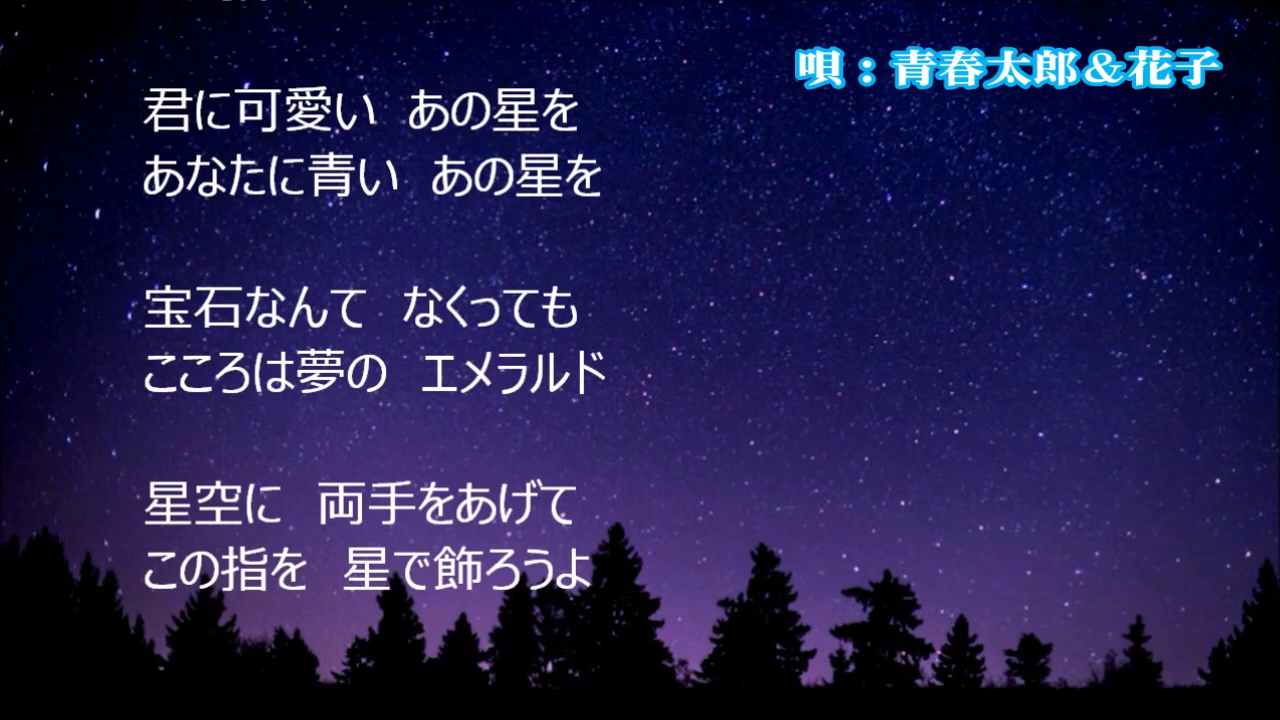 唄：青春太郎＆花子
君に可愛い　あの星を
あなたに青い　あの星を
宝石なんて　なくっても
こころは夢の　エメラルド
星空に　両手をあげて
この指を　星で飾ろうよ